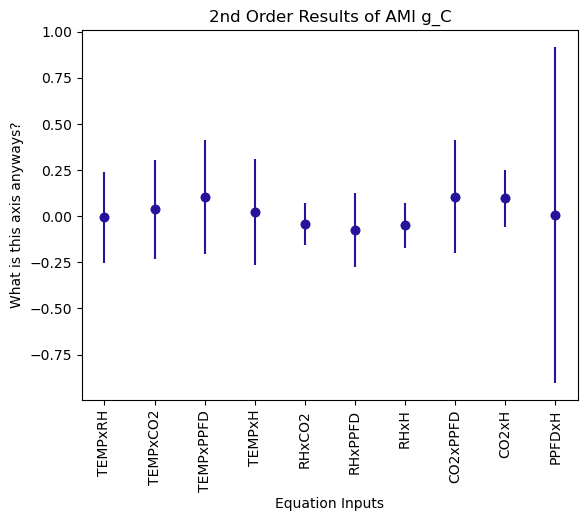 2nd Order Results of AMI g_C
What is this axis anyways?
1.00
0.75
0.50
0.25
0.00
−0.25
−0.50
−0.75
TEMPxRH
TEMPxCO2
TEMPxPPFD
TEMPxH
RHxCO2
RHxPPFD
RHxH
CO2xPPFD
CO2xH
PPFDxH
Equation Inputs